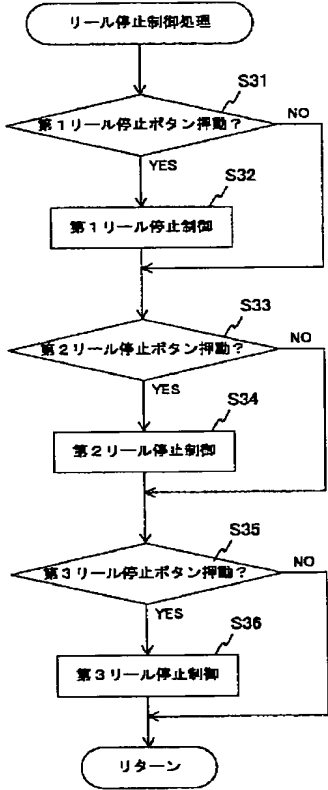 リール停止制御処理
S31
第1リール停止ボタン押動？
NO
YES
S32
第1リール停止制御
S33
第2リール停止ボタン押動？
NO
YES
S34
第2リール停止制御
S35
第3リール停止ボタン押動？
NO
YES
S36
第3リール停止制御
リターン